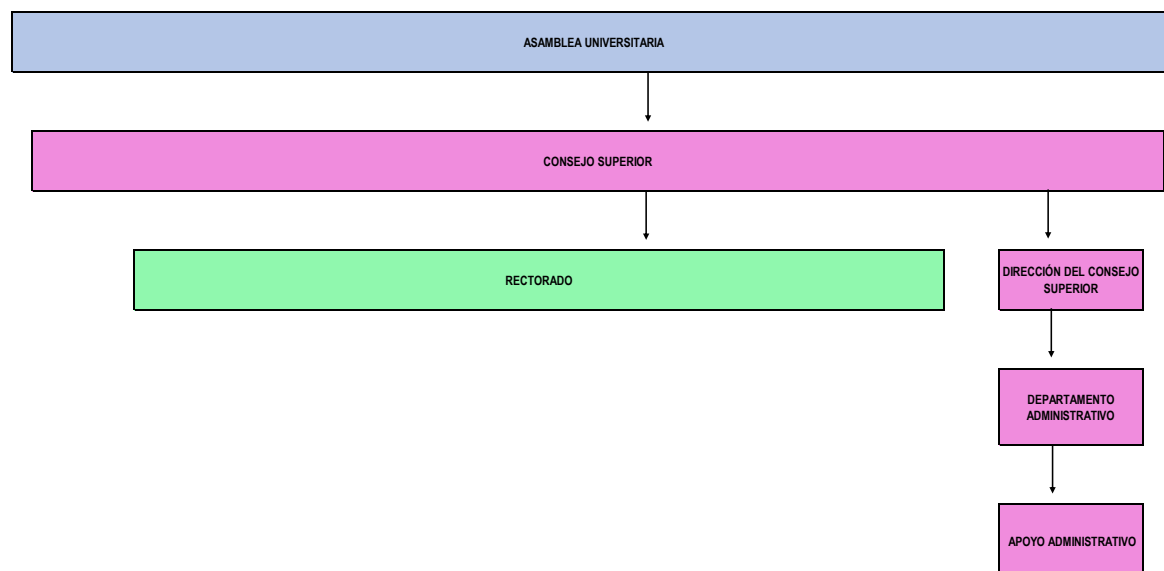 ASAMBLEA UNIVERSITARIA
CONSEJO SUPERIOR
RECTORADO
DIRECCIÓN DEL CONSEJO
SUPERIOR
DEPARTAMENTO
ADMINISTRATIVO
APOYO ADMINISTRATIVO